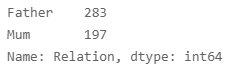 Father    283
Mum       197
Name: Relation, dtype: int64